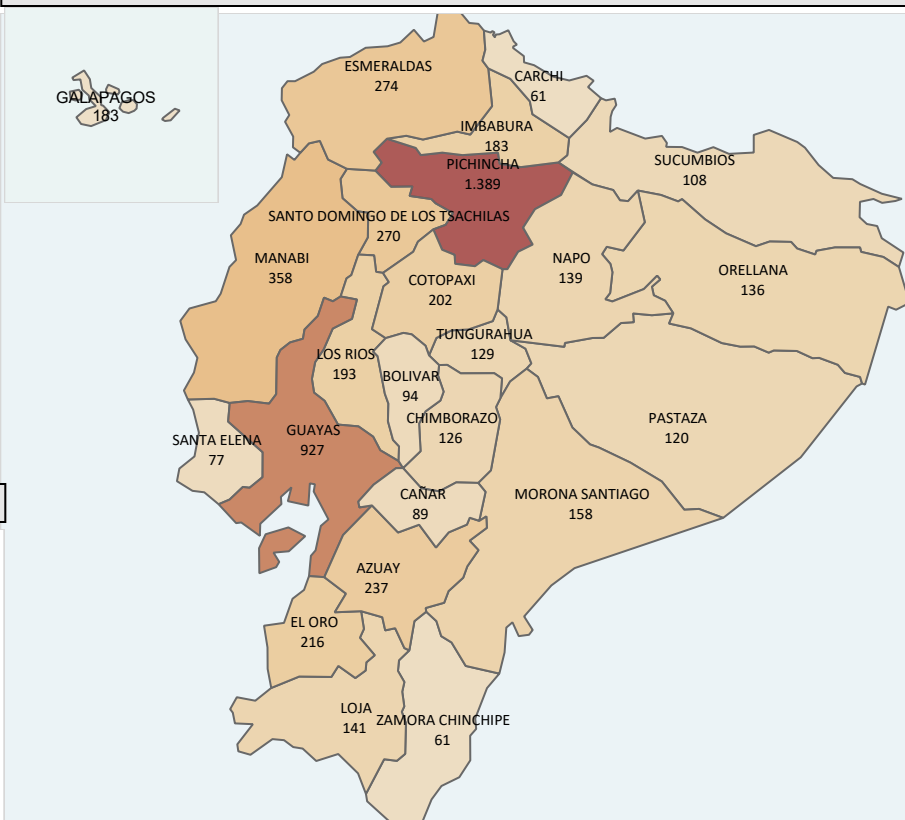 ESMERALDAS
274
CARCHI
61
GALAPAGOS
183
IMBABURA
183
PICHINCHA
1.389
SUCUMBIOS
108
SANTO DOMINGO DE LOS TSACHILAS
270
MANABI
358
COTOPAXI
202
NAPO
139
ORELLANA
136
TUNGURAHUA
129
LOS RIOS
193
BOLIVAR
94
CHIMBORAZO
126
PASTAZA
120
SANTA ELENA
77
GUAYAS
927
CAÑAR
89
MORONA SANTIAGO
158
AZUAY
237
EL ORO
216
LOJA
141
ZAMORA CHINCHIPE
61